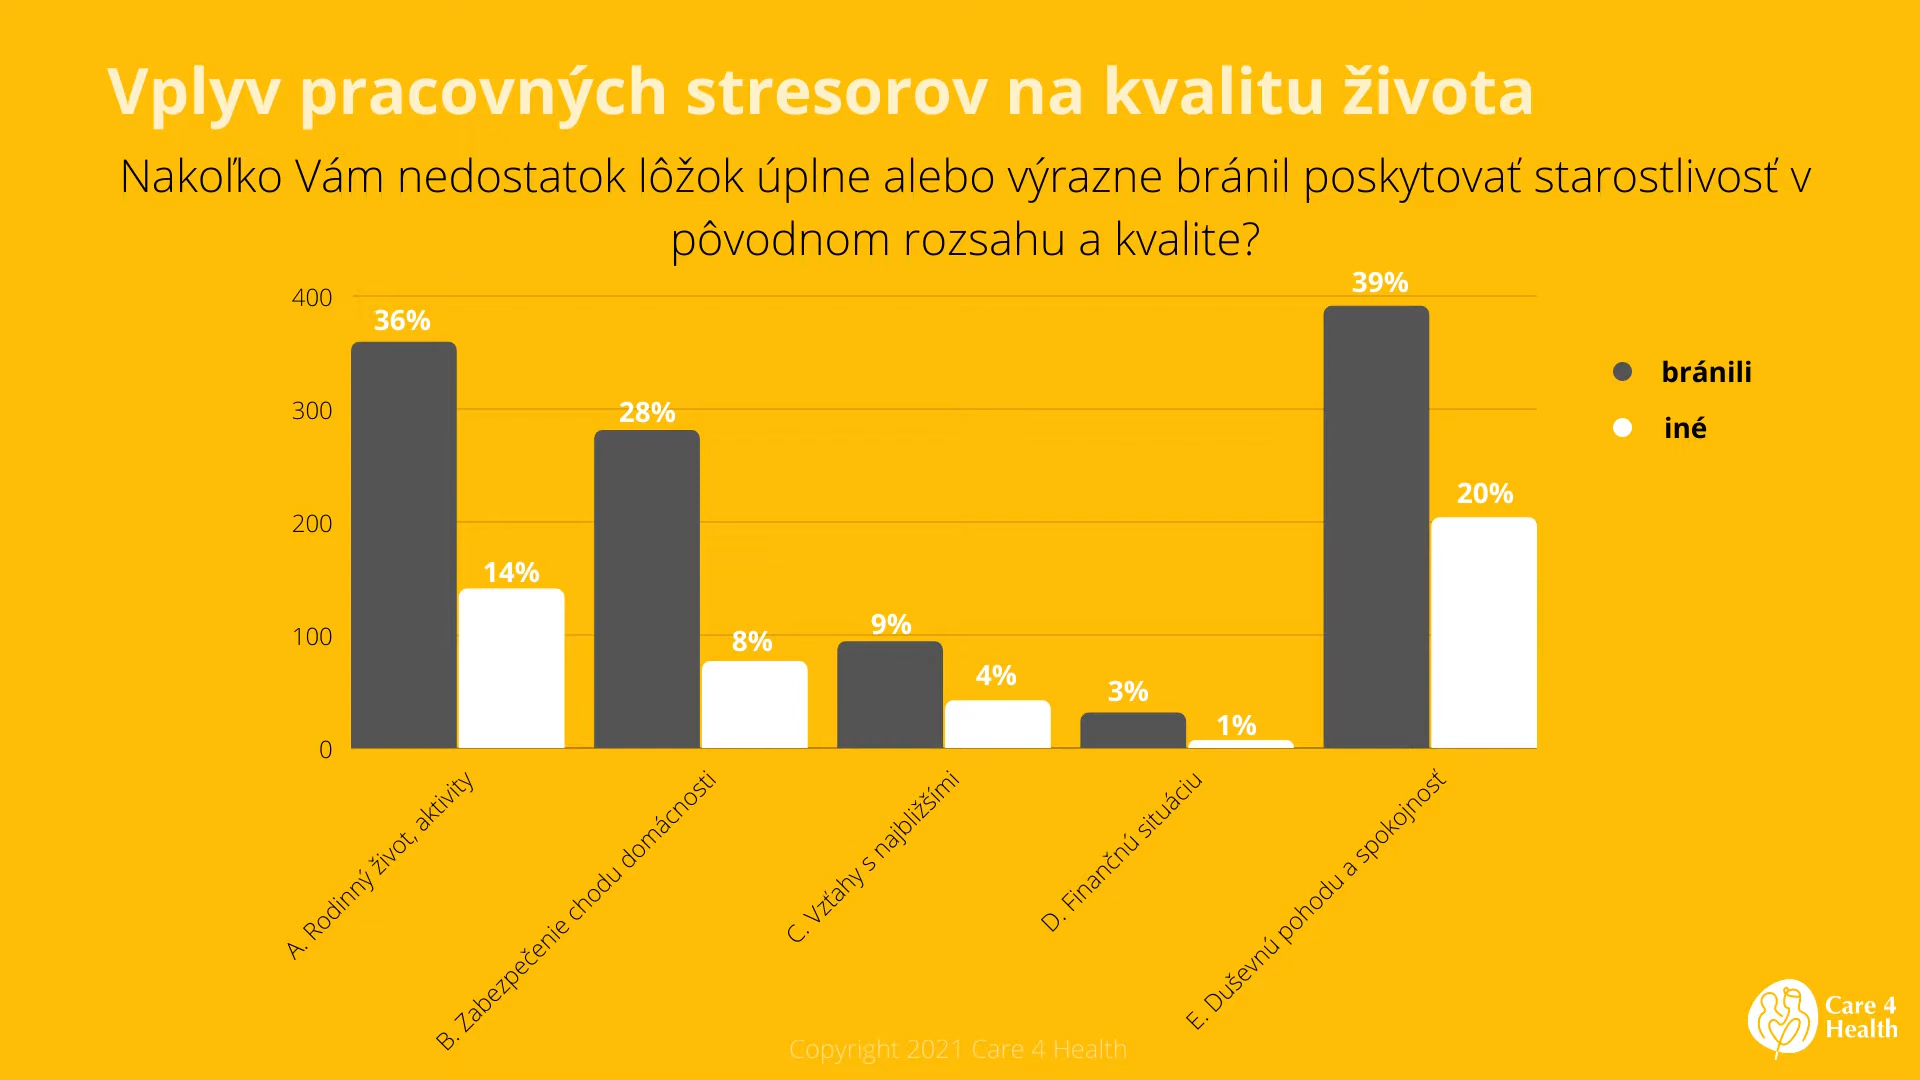 Vplyv pracovných stresorov na kvalitu života
Nakoľko Vám nedostatok lôžok úplne alebo výrazne bránil poskytovať starostlivosť v
pôvodnom rozsahu a kvalite?
400
300
200
100
0
36%
14%
28%
8%
9%
4%
3%
1%
39%
20%
bránili
iné
A. Rodinný život, aktivity
B. Zabezpečenie chodu domácnosti
C. Vzťahy s najbližšími
D. Finančnú situáciu
E. Duševnú pohodu a spokojnosť
Copyright 2021 Care 4 Health
Care 4
Health